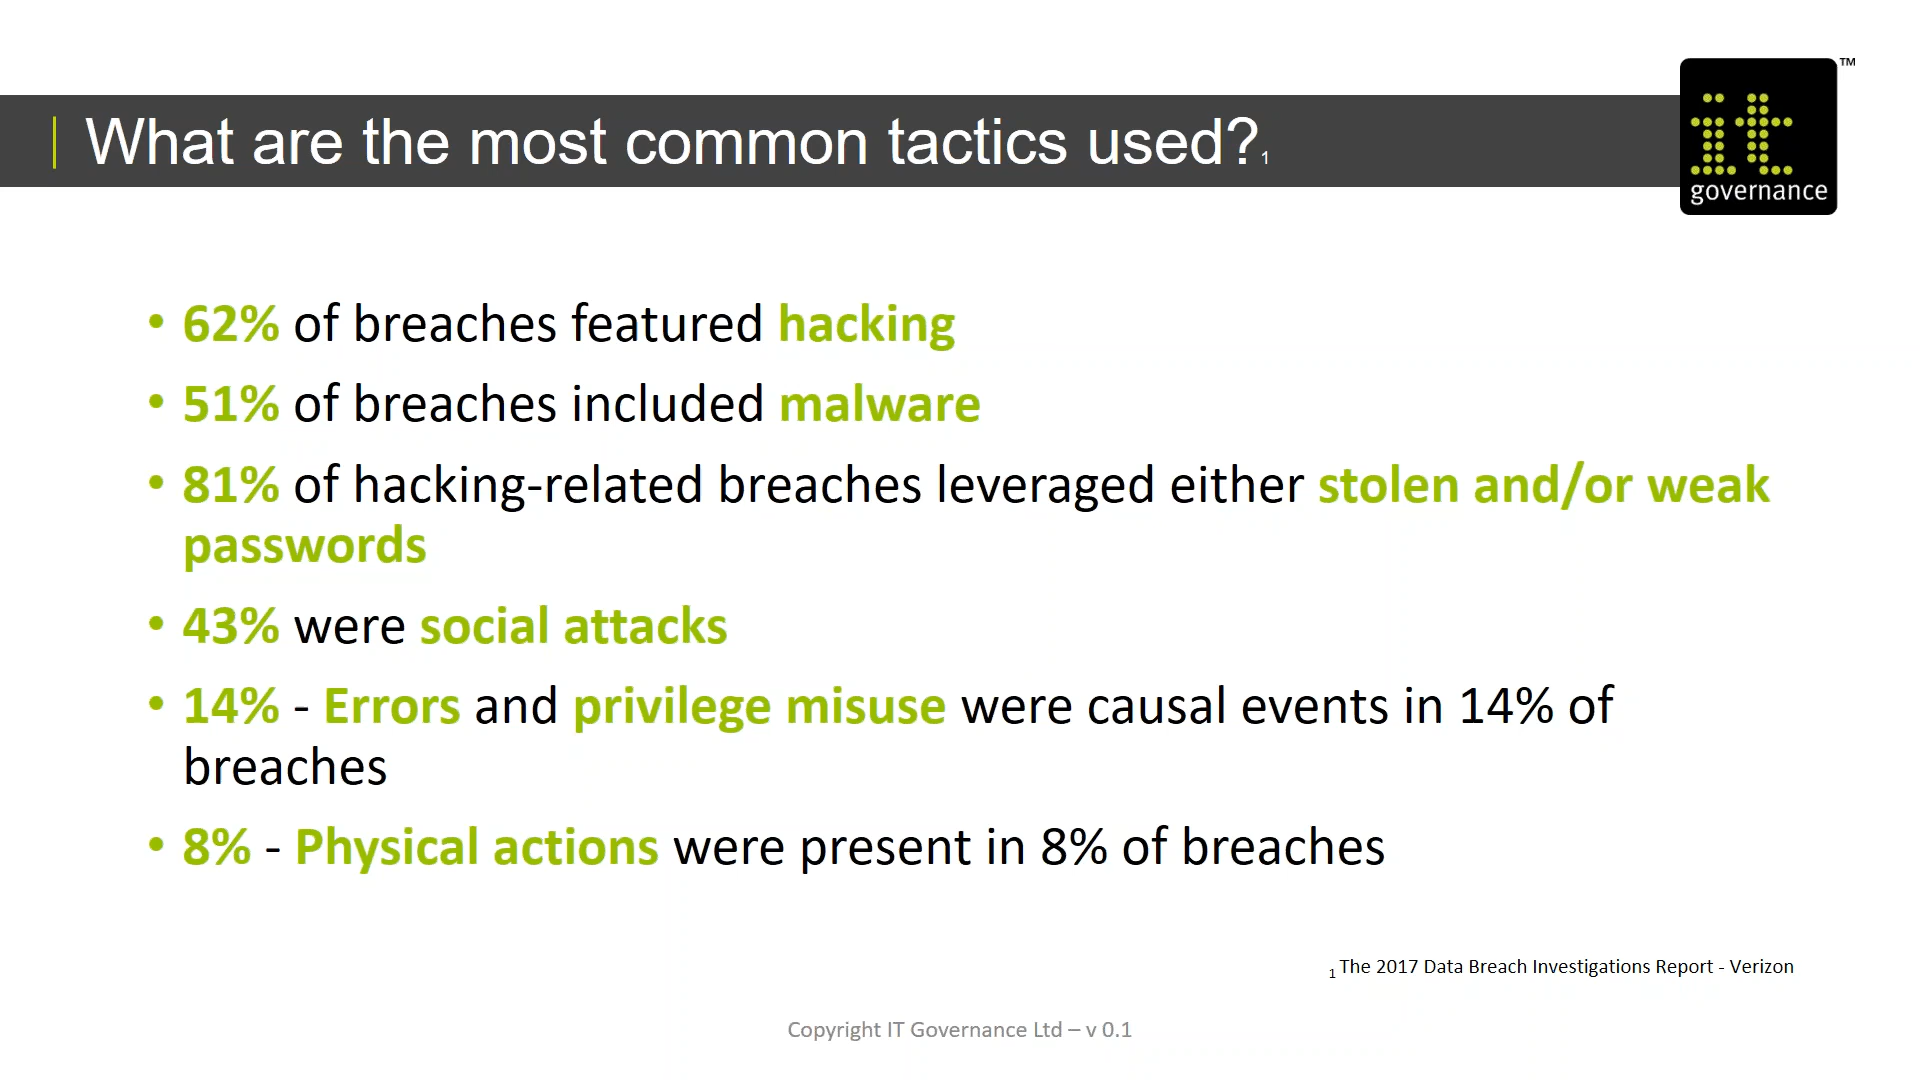 TM
What are the most common tactics used?1
it
governance
• 62% of breaches featured hacking
• 51% of breaches included malware
• 81% of hacking-related breaches leveraged either stolen and/or weak
passwords
• 43% were social attacks
• 14% - Errors and privilege misuse were causal events in 14% of
breaches
• 8% - Physical actions were present in 8% of breaches
1 The 2017 Data Breach Investigations Report - Verizon
Copyright IT Governance Ltd – v 0.1